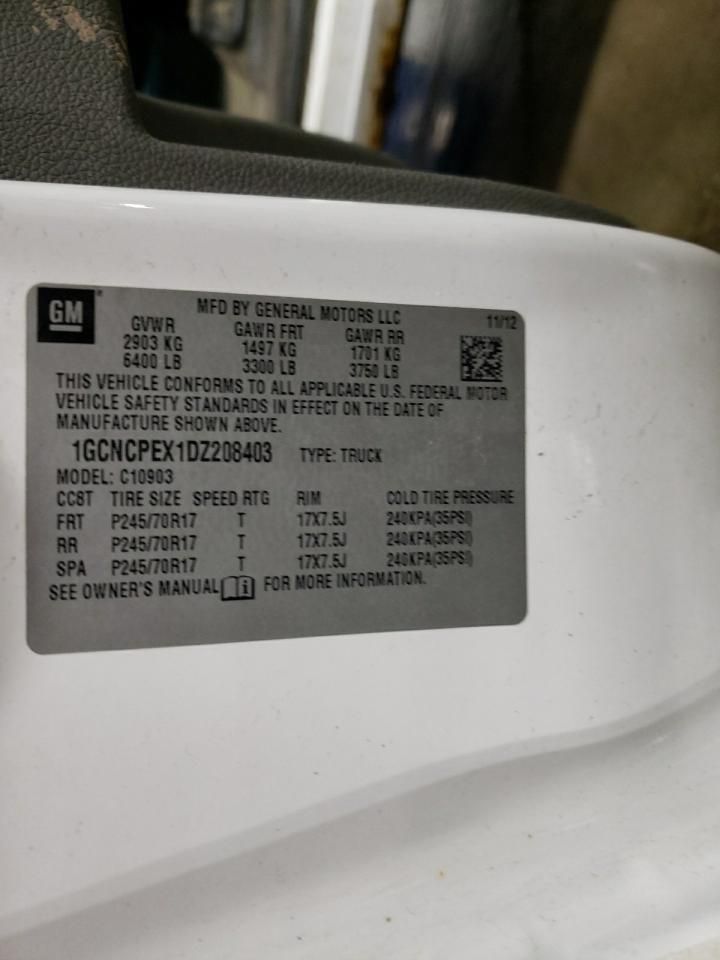 GM
MFD BY GENERAL MOTORS LLC 11/12
GVWR GAWR FRT GAWR RR
2903 KG 1497 KG 1701 KG
6400 LB 3300 LB 3750 LB
THIS VEHICLE CONFORMS TO ALL APPLICABLE U.S. FEDERAL MOTOR
VEHICLE SAFETY STANDARDS IN EFFECT ON THE DATE OF
MANUFACTURE SHOWN ABOVE.
1GCNCPEX1DZ208403 TYPE: TRUCK
MODEL: C10903
CC8T TIRE SIZE SPEED RTG RIM COLD TIRE PRESSURE
FRT P245/70R17 T 17X7.5J 240KPA(35PSI)
RR P245/70R17 T 17X7.5J 240KPA(35PSI)
SPA P245/70R17 T 17X7.5J 240KPA(35PSI)
SEE OWNER'S MANUAL i FOR MORE INFORMATION.